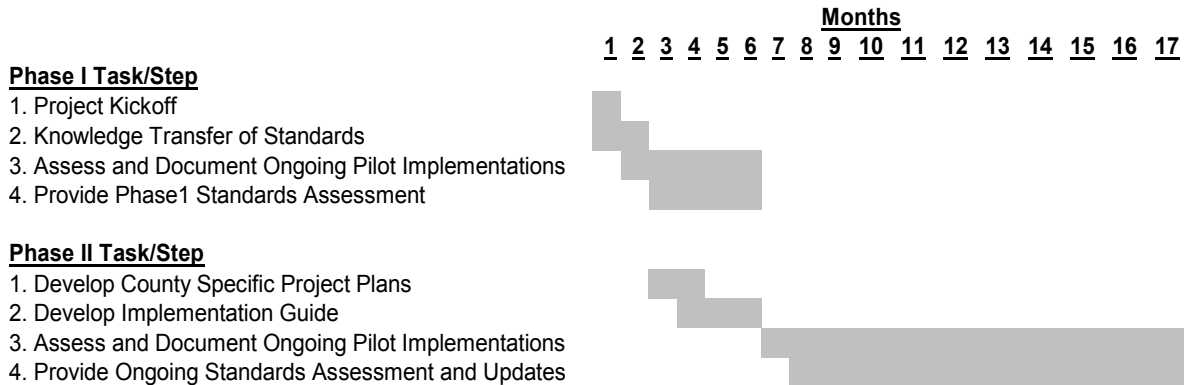 Months
1 2 3 4 5 6 7 8 9 10 11 12 13 14 15 16 17
Phase I Task/Step
1. Project Kickoff
2. Knowledge Transfer of Standards
3. Assess and Document Ongoing Pilot Implementations
4. Provide Phase1 Standards Assessment
Phase II Task/Step
1. Develop County Specific Project Plans
2. Develop Implementation Guide
3. Assess and Document Ongoing Pilot Implementations
4. Provide Ongoing Standards Assessment and Updates